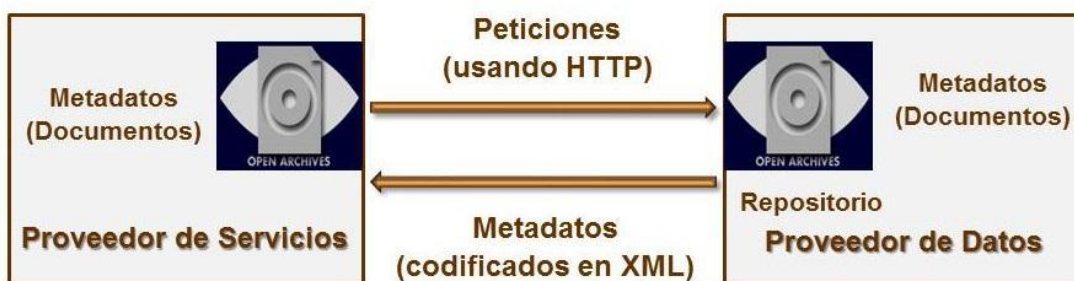 Metadatos
(Documentos)
OPEN ARCHIVES
Proveedor de Servicios
Peticiones
(usando HTTP)
Metadatos
(codificados en XML)
OPEN ARCHIVES
Metadatos
(Documentos)
Repositorio
Proveedor de Datos